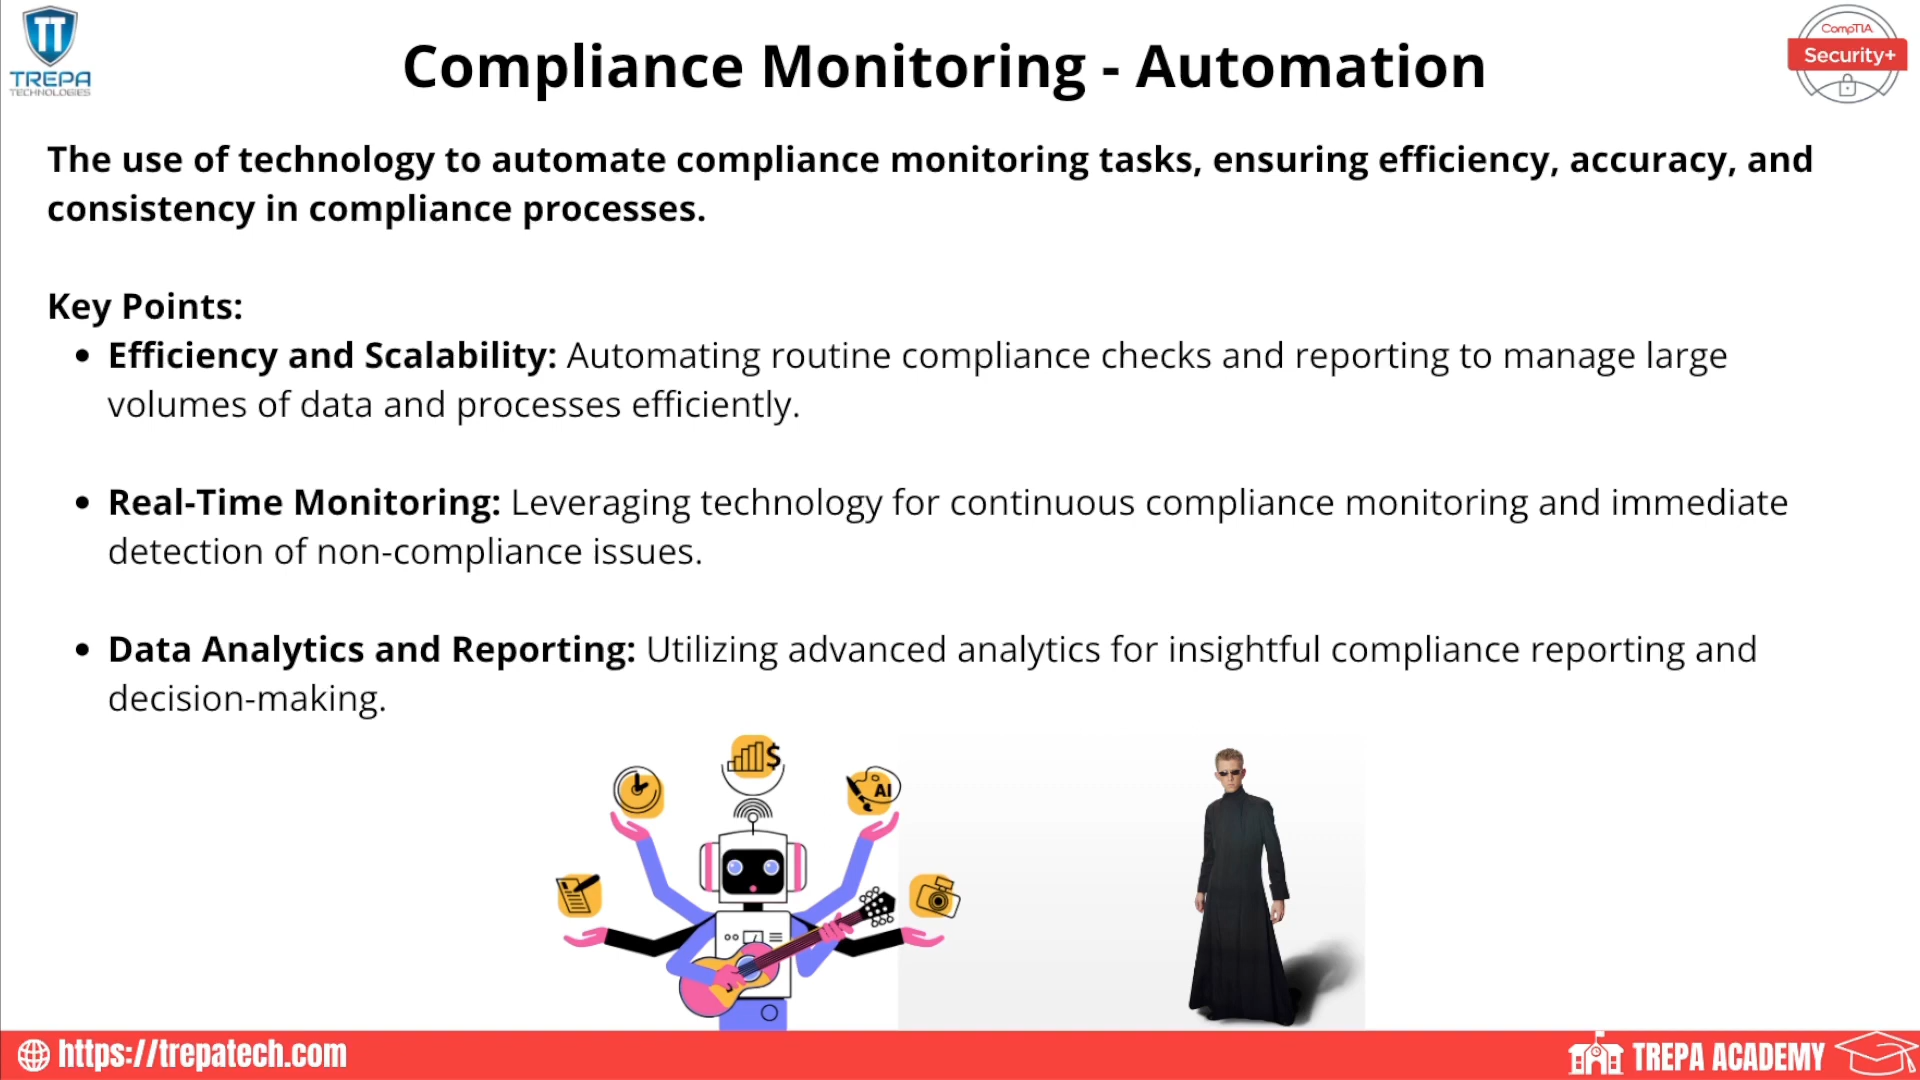 TREPA
TECHNOLOGIES
Compliance Monitoring - Automation
CompTIA
Security+
The use of technology to automate compliance monitoring tasks, ensuring efficiency, accuracy, and
consistency in compliance processes.
Key Points:
• Efficiency and Scalability: Automating routine compliance checks and reporting to manage large
volumes of data and processes efficiently.
• Real-Time Monitoring: Leveraging technology for continuous compliance monitoring and immediate
detection of non-compliance issues.
• Data Analytics and Reporting: Utilizing advanced analytics for insightful compliance reporting and
decision-making.
$
AI
https://trepatech.com
TREPA ACADEMY